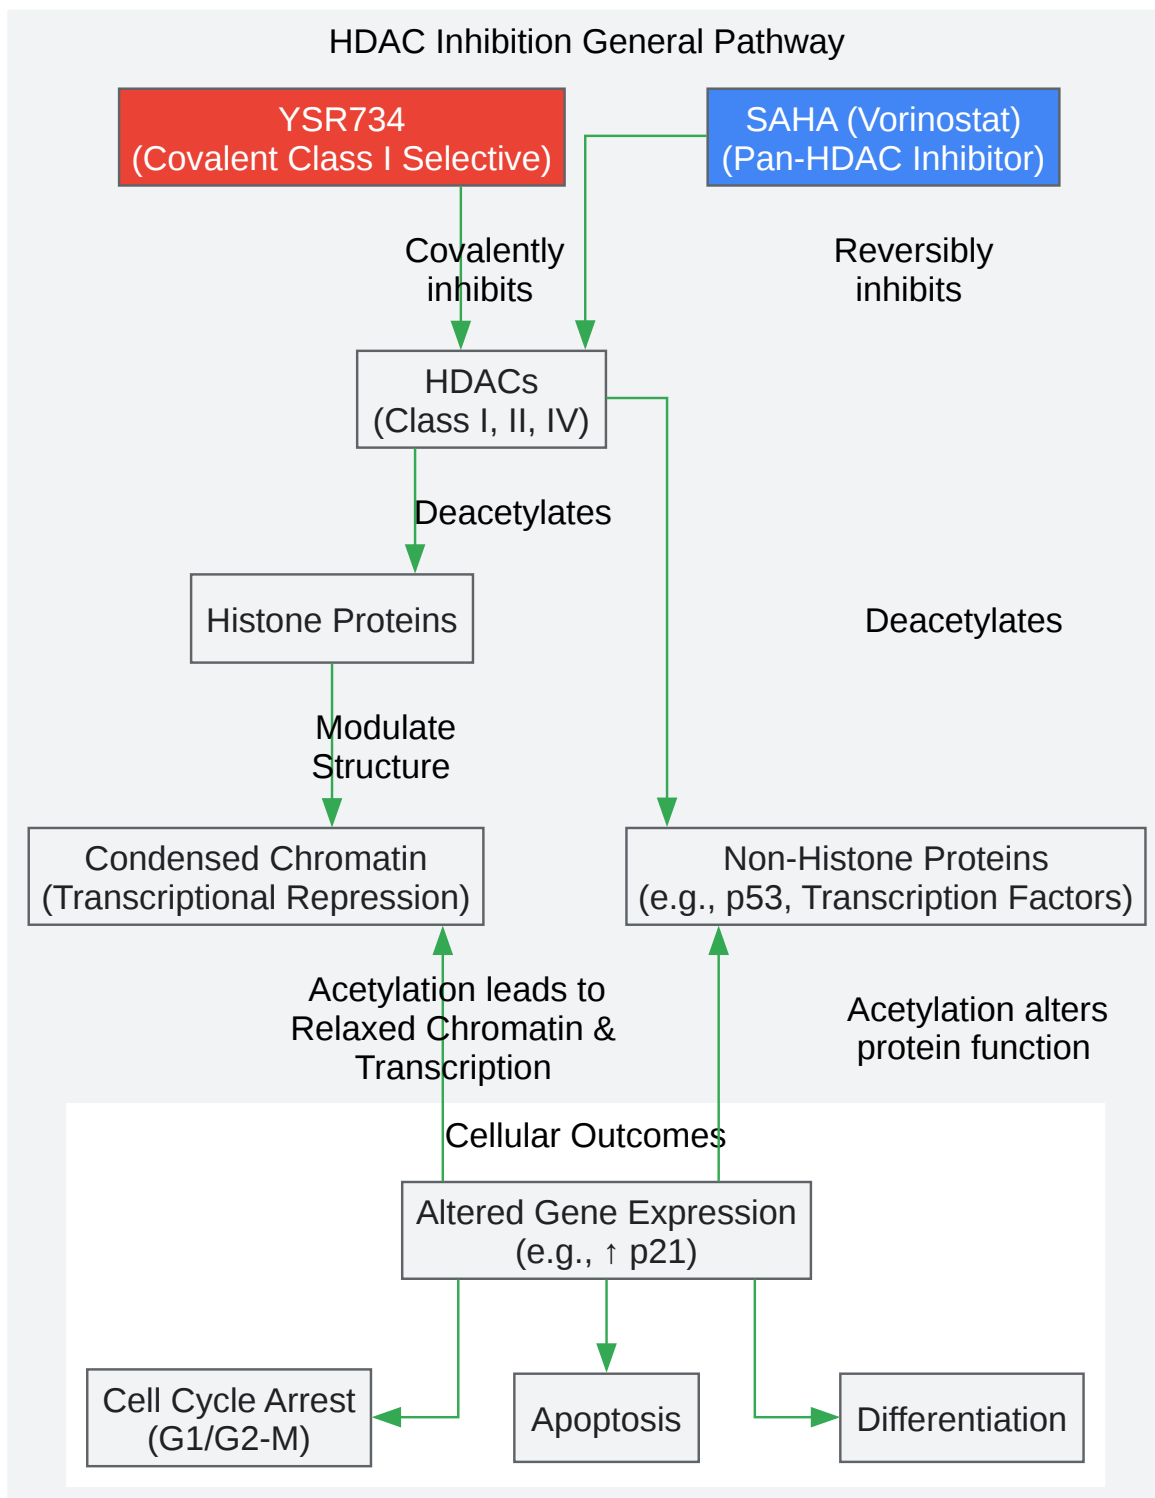 HDAC Inhibition General Pathway
YSR734
(Covalent Class I Selective)
SAHA (Vorinostat)
(Pan-HDAC Inhibitor)
Covalently
inhibits
Reversibly
inhibits
HDACs
(Class I, II, IV)
Deacetylates
Histone Proteins
Deacetylates
Modulate
Structure
Condensed Chromatin
(Transcriptional Repression)
Non-Histone Proteins
(e.g., p53, Transcription Factors)
Acetylation leads to
Relaxed Chromatin &
Transcription
Acetylation alters
protein function
Cellular Outcomes
Altered Gene Expression
(e.g., ↑ p21)
Cell Cycle Arrest
(G1/G2-M)
Apoptosis
Differentiation